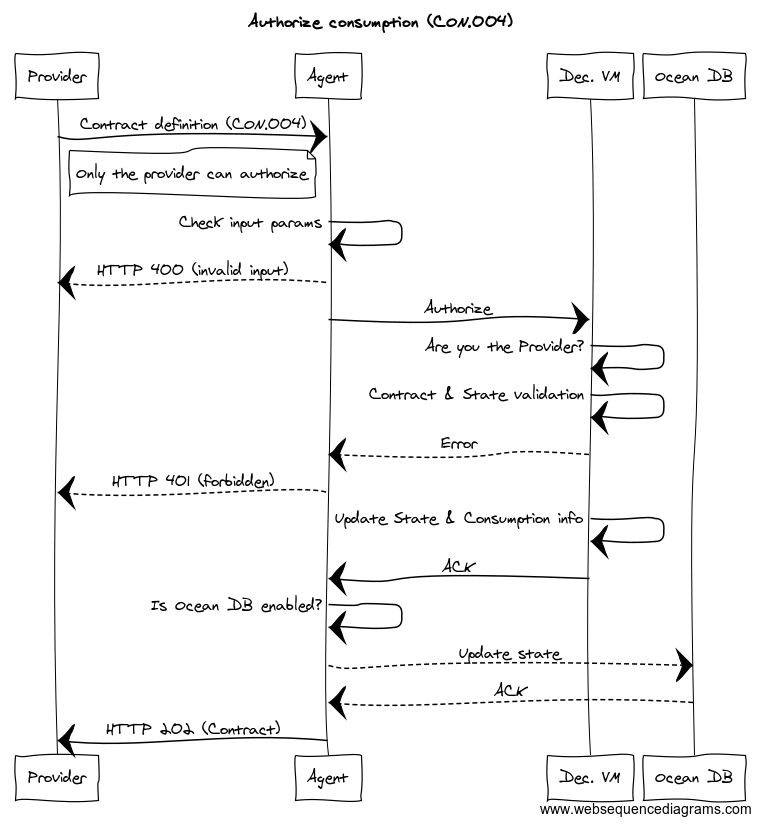 Authorize consumption (CON.004)
Provider
Agent
Dec. VM
Ocean DB
Contract definition (CON.004)
Only the provider can authorize
Check input params
HTTP 400 (invalid input)
Authorize
Are you the Provider?
Contract & State validation
Error
HTTP 401 (forbidden)
Update State & Consumption info
ACK
Is Ocean DB enabled?
Update state
ACK
HTTP 202 (Contract)
Provider
Agent
Dec. VM
Ocean DB
www.websequencediagrams.com